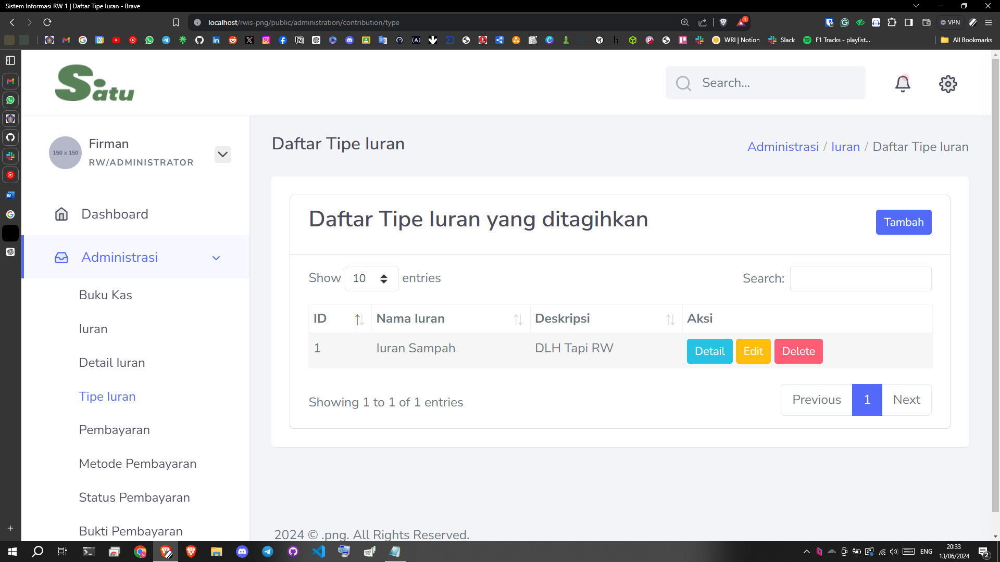 Sistem Informasi RW 1 | Daftar Tipe Iuran - Brave
localhost/rwis-png/public/administration/contribution/type
1
VPN
WRI | Notion
Slack
F1 Tracks - playlist...
All Bookmarks
Satu
Search...
150 x 150
Firman
RW/ADMINISTRATOR
Dashboard
Administrasi
Buku Kas
Iuran
Detail Iuran
Tipe Iuran
Pembayaran
Metode Pembayaran
Status Pembayaran
Bukti Pembayaran
Daftar Tipe Iuran
Administrasi / Iuran / Daftar Tipe Iuran
Daftar Tipe Iuran yang ditagihkan
Tambah
Show 10 entries
Search:
ID Nama Iuran Deskripsi Aksi
1 Iuran Sampah DLH Tapi RW Detail Edit Delete
Showing 1 to 1 of 1 entries
Previous 1 Next
2024 © .png. All Rights Reserved.
ENG
20:33
13/06/2024
2